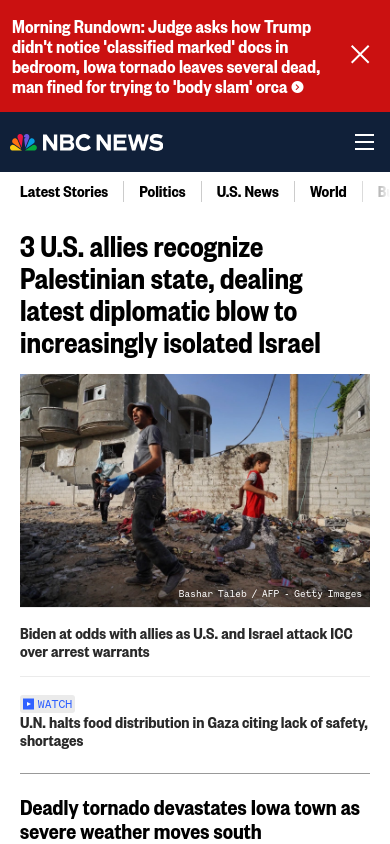 Morning Rundown: Judge asks how Trump
didn't notice 'classified marked' docs in
bedroom, Iowa tornado leaves several dead,
man fined for trying to 'body slam' orca
NBC NEWS
Latest Stories
Politics
U.S. News
World
3 U.S. allies recognize
Palestinian state, dealing
latest diplomatic blow to
increasingly isolated Israel
Bashar Taleb / AFP - Getty Images
Biden at odds with allies as U.S. and Israel attack ICC
over arrest warrants
WATCH
U.N. halts food distribution in Gaza citing lack of safety,
shortages
Deadly tornado devastates Iowa town as
severe weather moves south